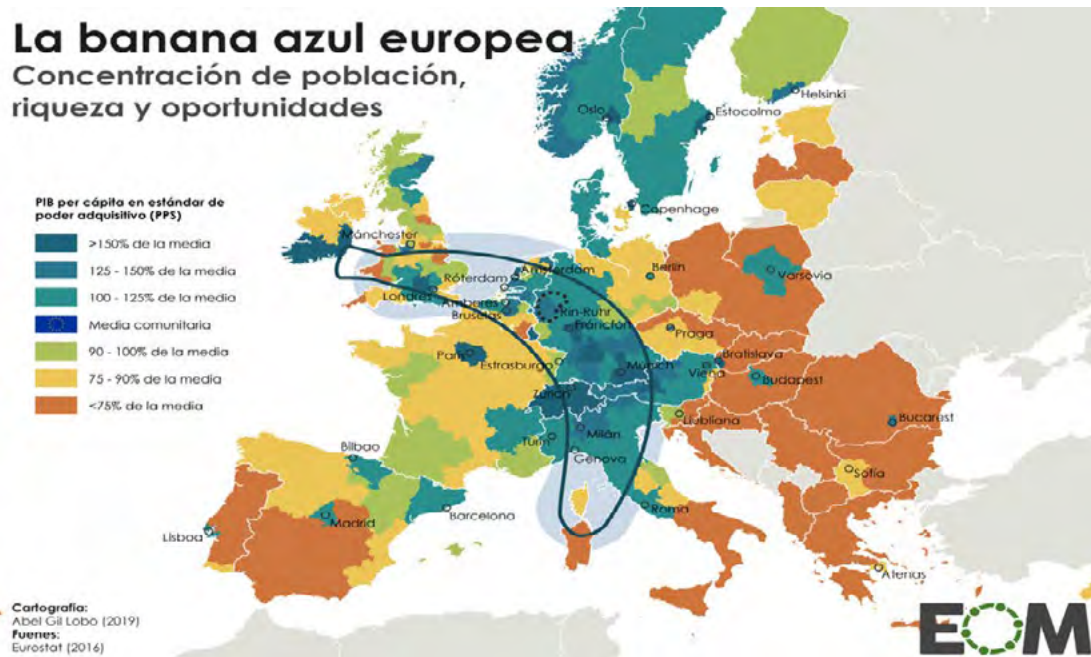 La banana azul europea
Concentración de población,
riqueza y oportunidades
PIB per cápita en estándar de
poder adquisitivo (PPS)
>150% de la media
125 - 150% de la media
100 - 125% de la media
Media comunitaria
90 - 100% de la media
75 - 90% de la media
<75% de la media
Helsinki
Oslo
Estocolmo
Copenhage
Mánchester
Róterdam
Ámsterdam
Berlín
Varsovia
Londres
Amberes
Bruselas
Rin-Ruhr
Fráncfort
Praga
París
Estrasburgo
Múnich
Viena
Bratislava
Budapest
Zúrich
Liubliana
Bucarest
Turín
Milán
Génova
Bilbao
Sofía
Madrid
Barcelona
Roma
Lisboa
Atenas
Cartografía:
Abel Gil Lobo (2019)
Fuenes:
Eurostat (2016)
EOM